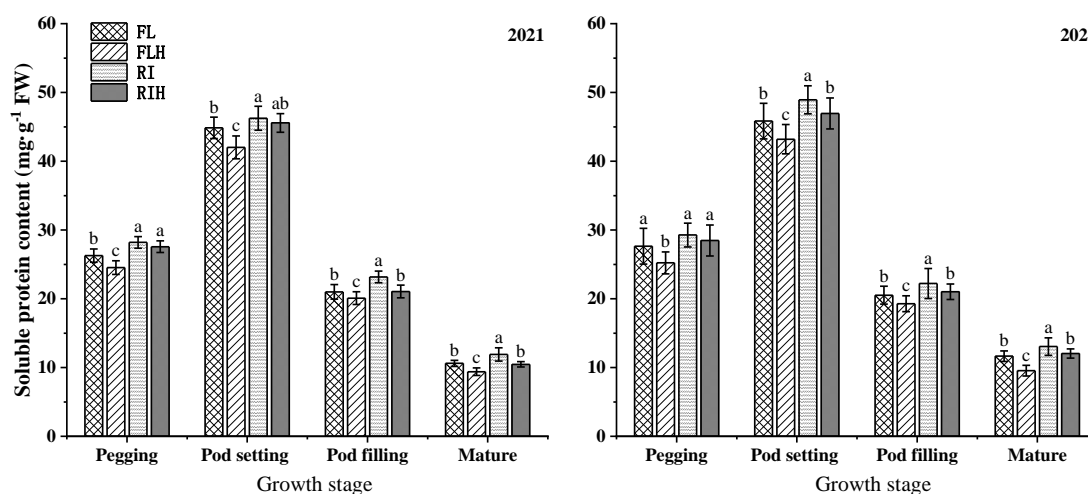 Soluble protein content (mg·g⁻¹ FW)
60
50
40
30
20
10
0
FL
FLH
RI
RIH
2021
b c a a
b c a ab
b c a b
b c a b
Pegging Pod setting Pod filling Mature
Growth stage
60
50
40
30
20
10
0
202
a b a a
b c a b
b c a b
b c a b
Pegging Pod setting Pod filling Mature
Growth stage